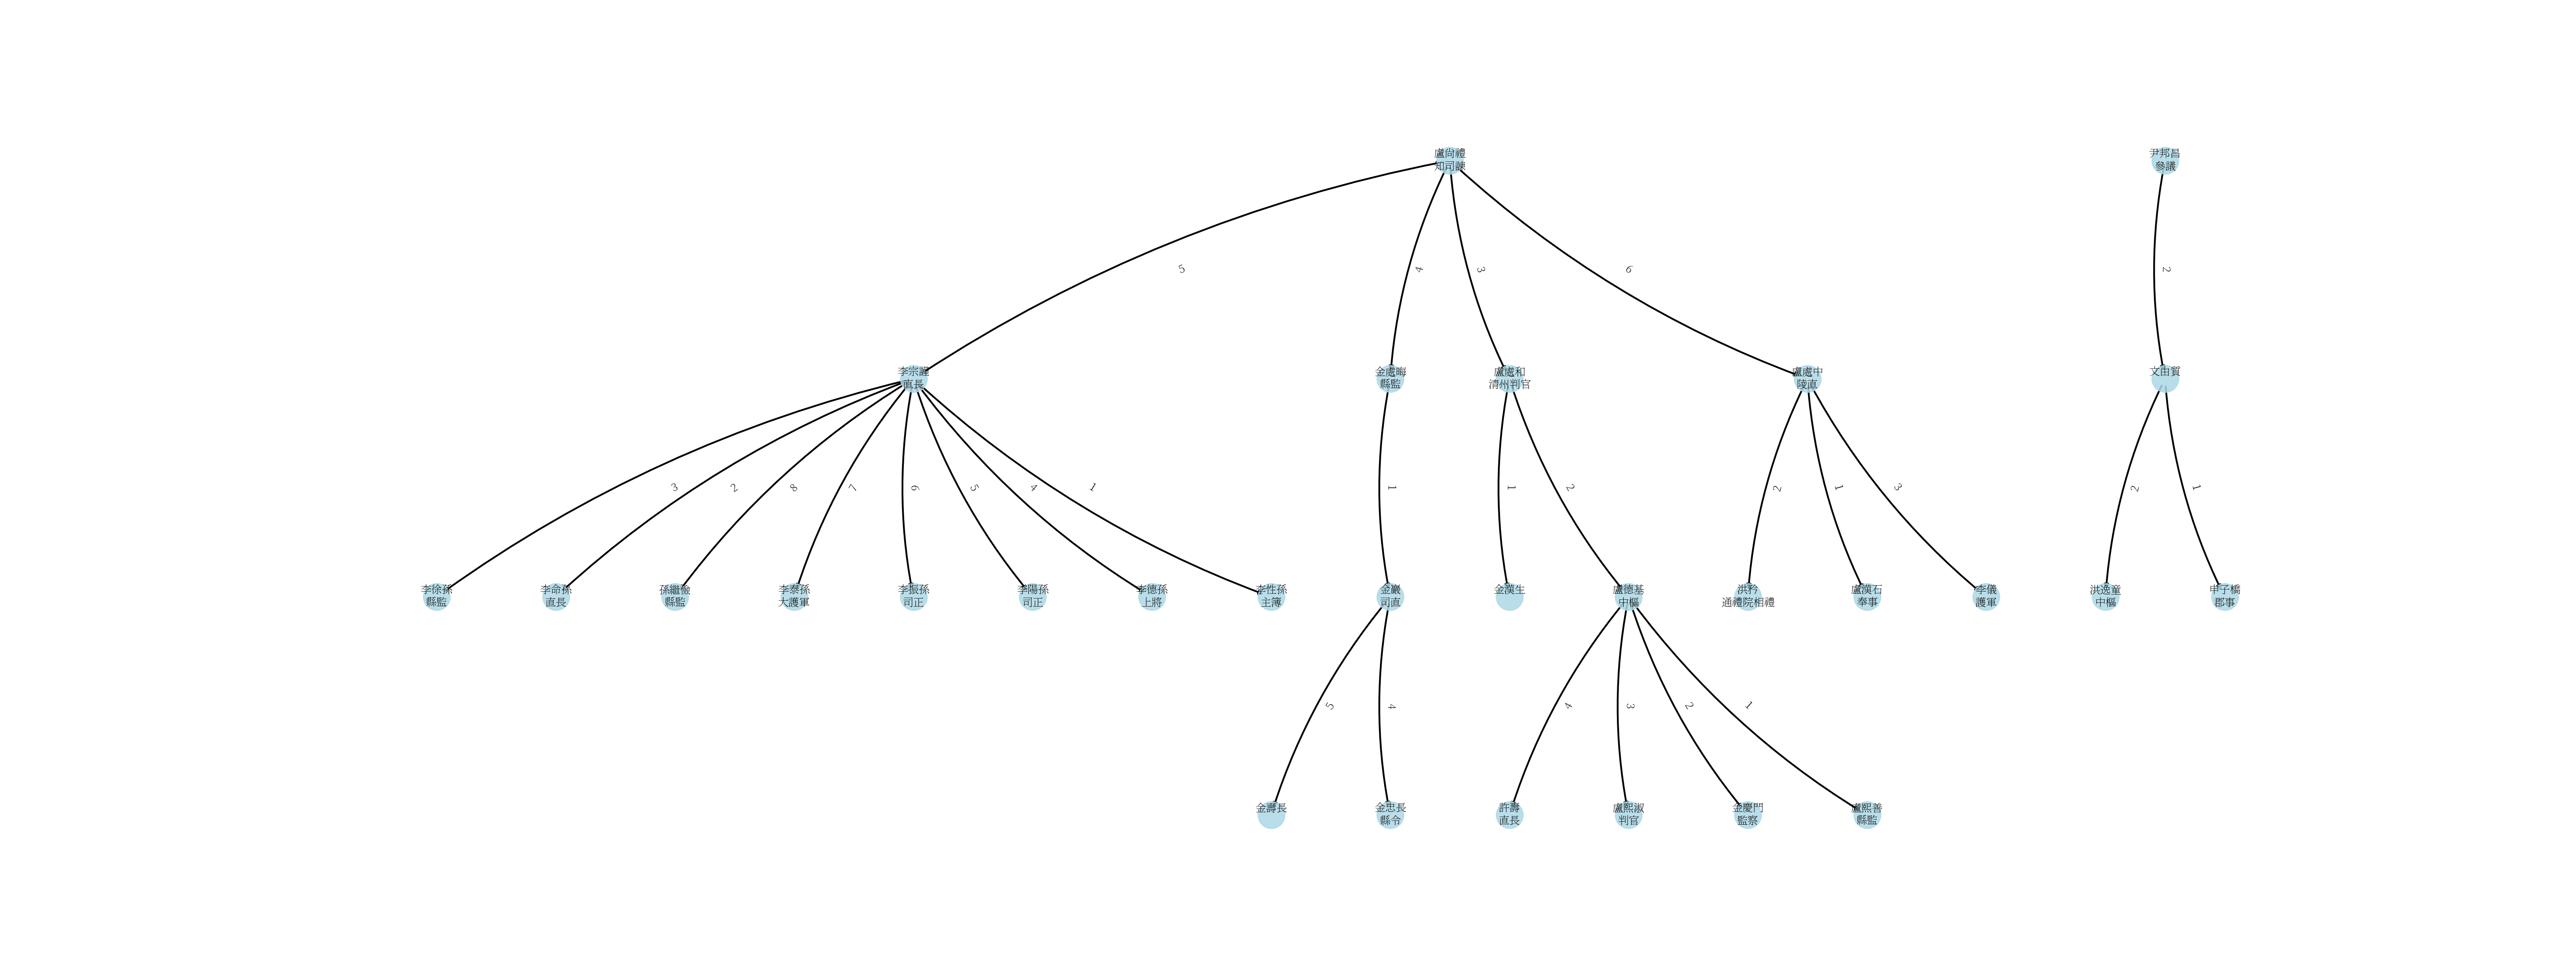 盧尙禮
知司諫
尹邦昌
參議
5
4
3
6
2
李宗謹
直長
金處晦
縣監
盧處和
清州判官
盧處中
陵直
文由質
3
2
8
7
6
5
4
1
1
1
2
2
1
3
2
1
李徐孫
縣監
李命孫
直長
孫繼儉
縣監
李泰孫
大護軍
李振孫
司正
李陽孫
司正
李德孫
上將
李性孫
主簿
金巖
司直
金漢生
盧德基
中樞
通禮院相禮
盧漢石
奉事
李儀
護軍
洪逸童
中樞
申子橋
郡事
5
4
4
3
2
1
金壽長
金忠長
縣令
許壽
直長
盧熙淑
判官
金慶門
監察
盧熙善
縣監